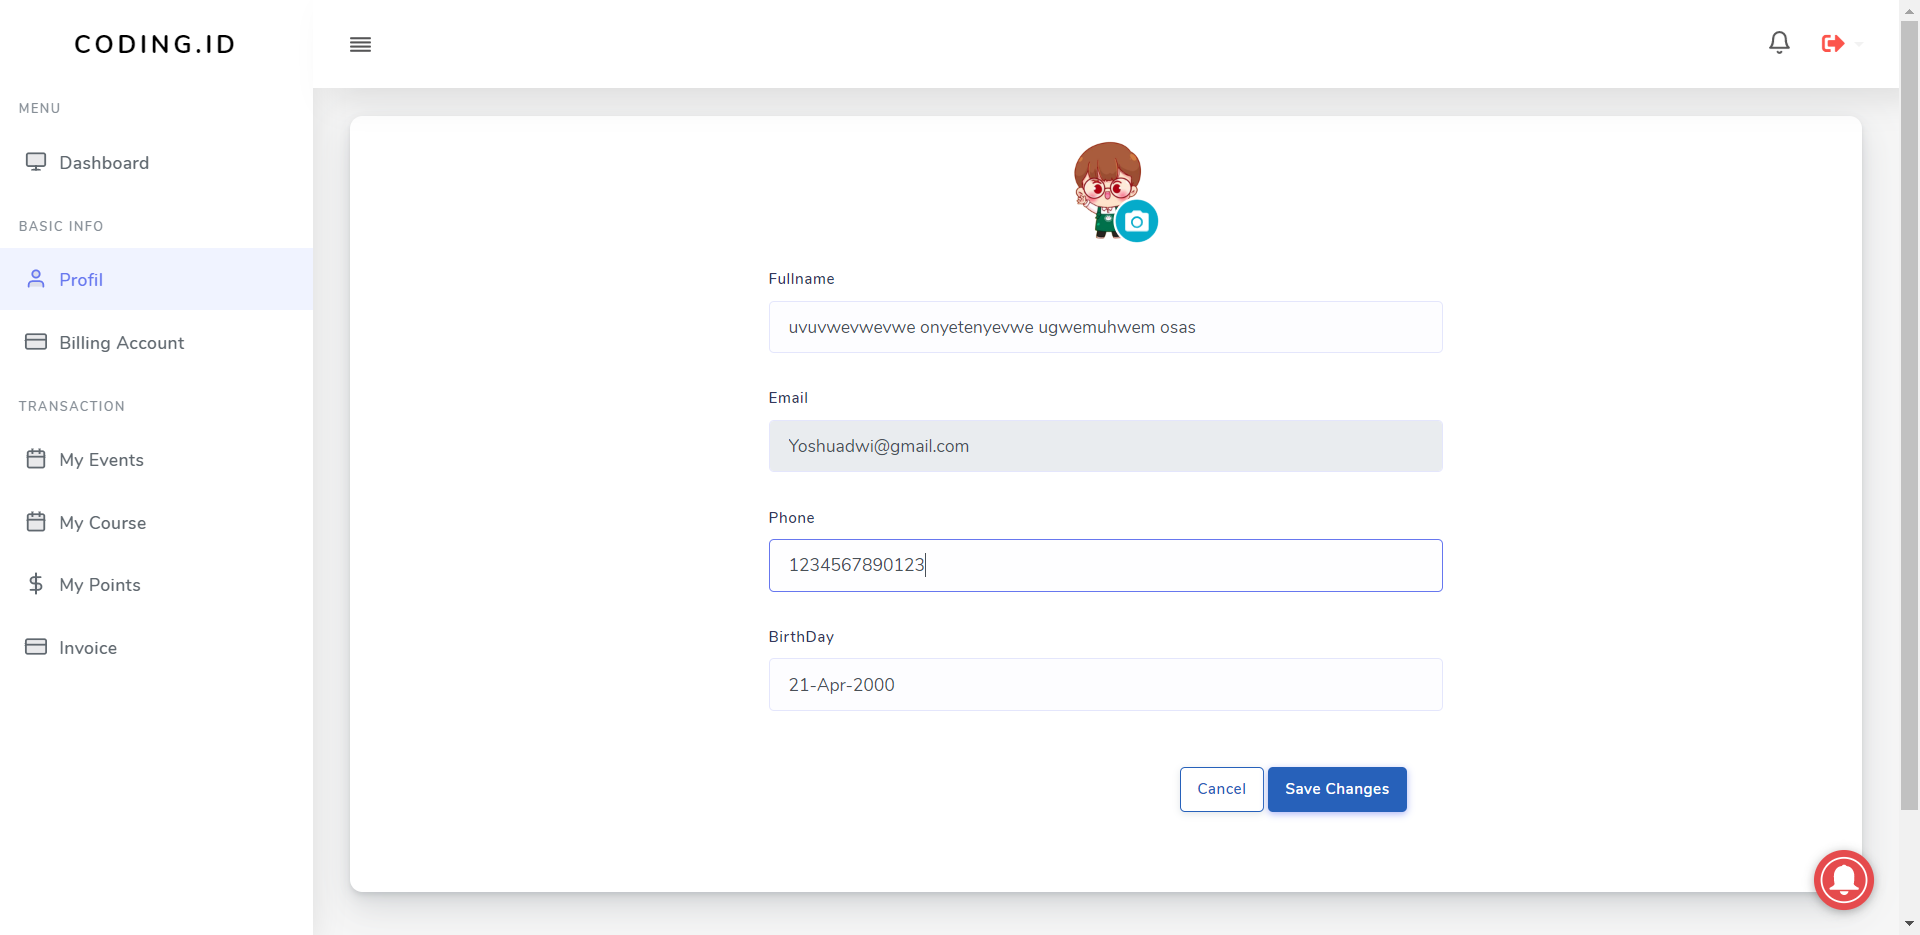 CODING.ID
MENU
Dashboard
BASIC INFO
Profil
Billing Account
TRANSACTION
My Events
My Course
My Points
Invoice
Fullname
uvuvwevwevwe onyetenyevwe ugwemuhwem osas
Email
Yoshuadwi@gmail.com
Phone
1234567890123
BirthDay
21-Apr-2000
Cancel
Save Changes